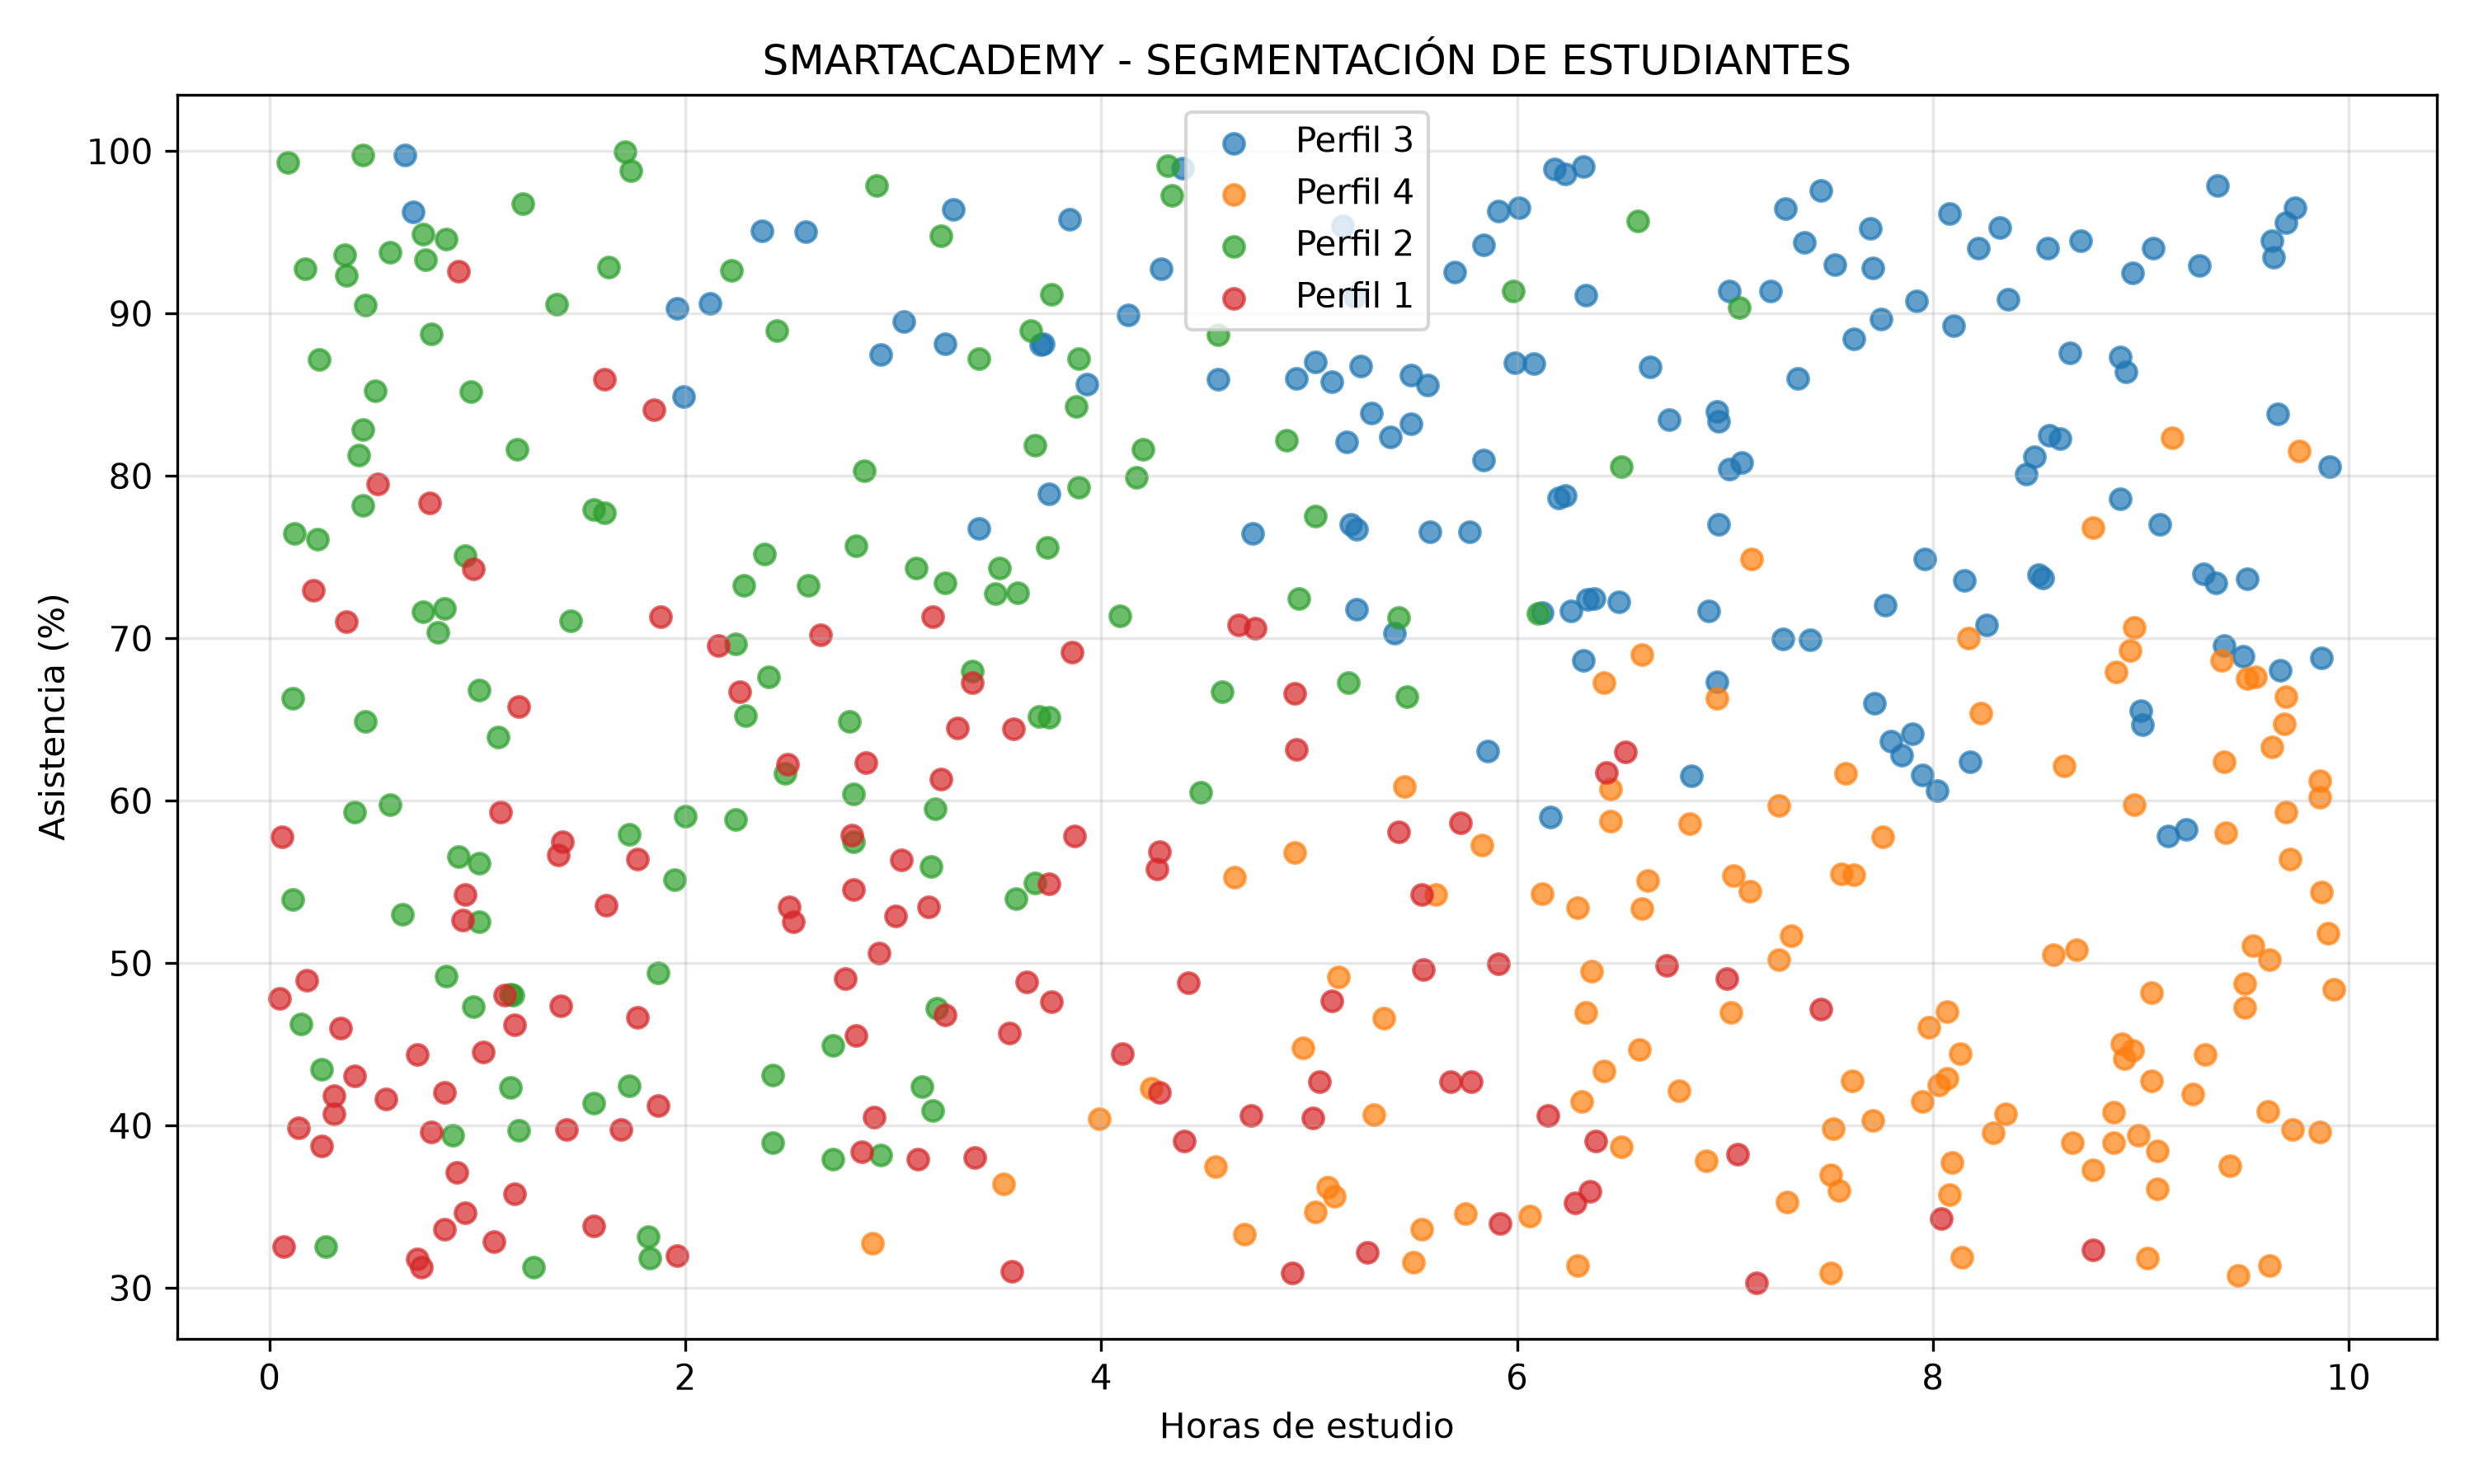 SMARTACADEMY - SEGMENTACIÓN DE ESTUDIANTES
Perfil 3
Perfil 4
Perfil 2
Perfil 1
Asistencia (%)
100
90
80
70
60
50
40
30
0 2 4 6 8 10
Horas de estudio